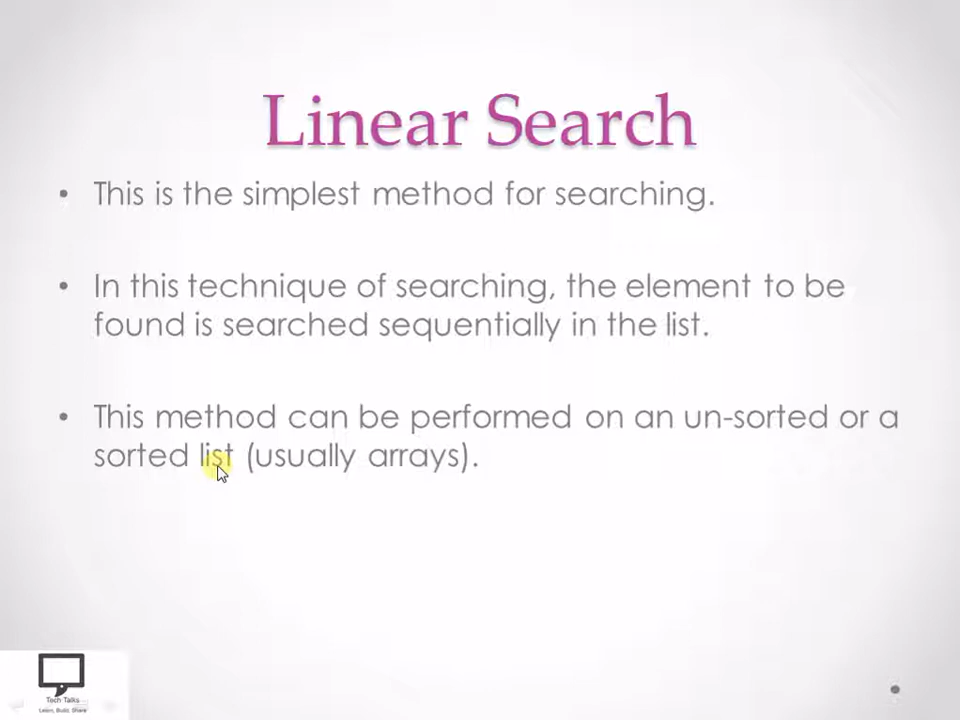 Linear Search
• This is the simplest method for searching.
• In this technique of searching, the element to be
found is searched sequentially in the list.
• This method can be performed on an un-sorted or a
sorted list (usually arrays).
Tech Talks
Learn, Build, Share